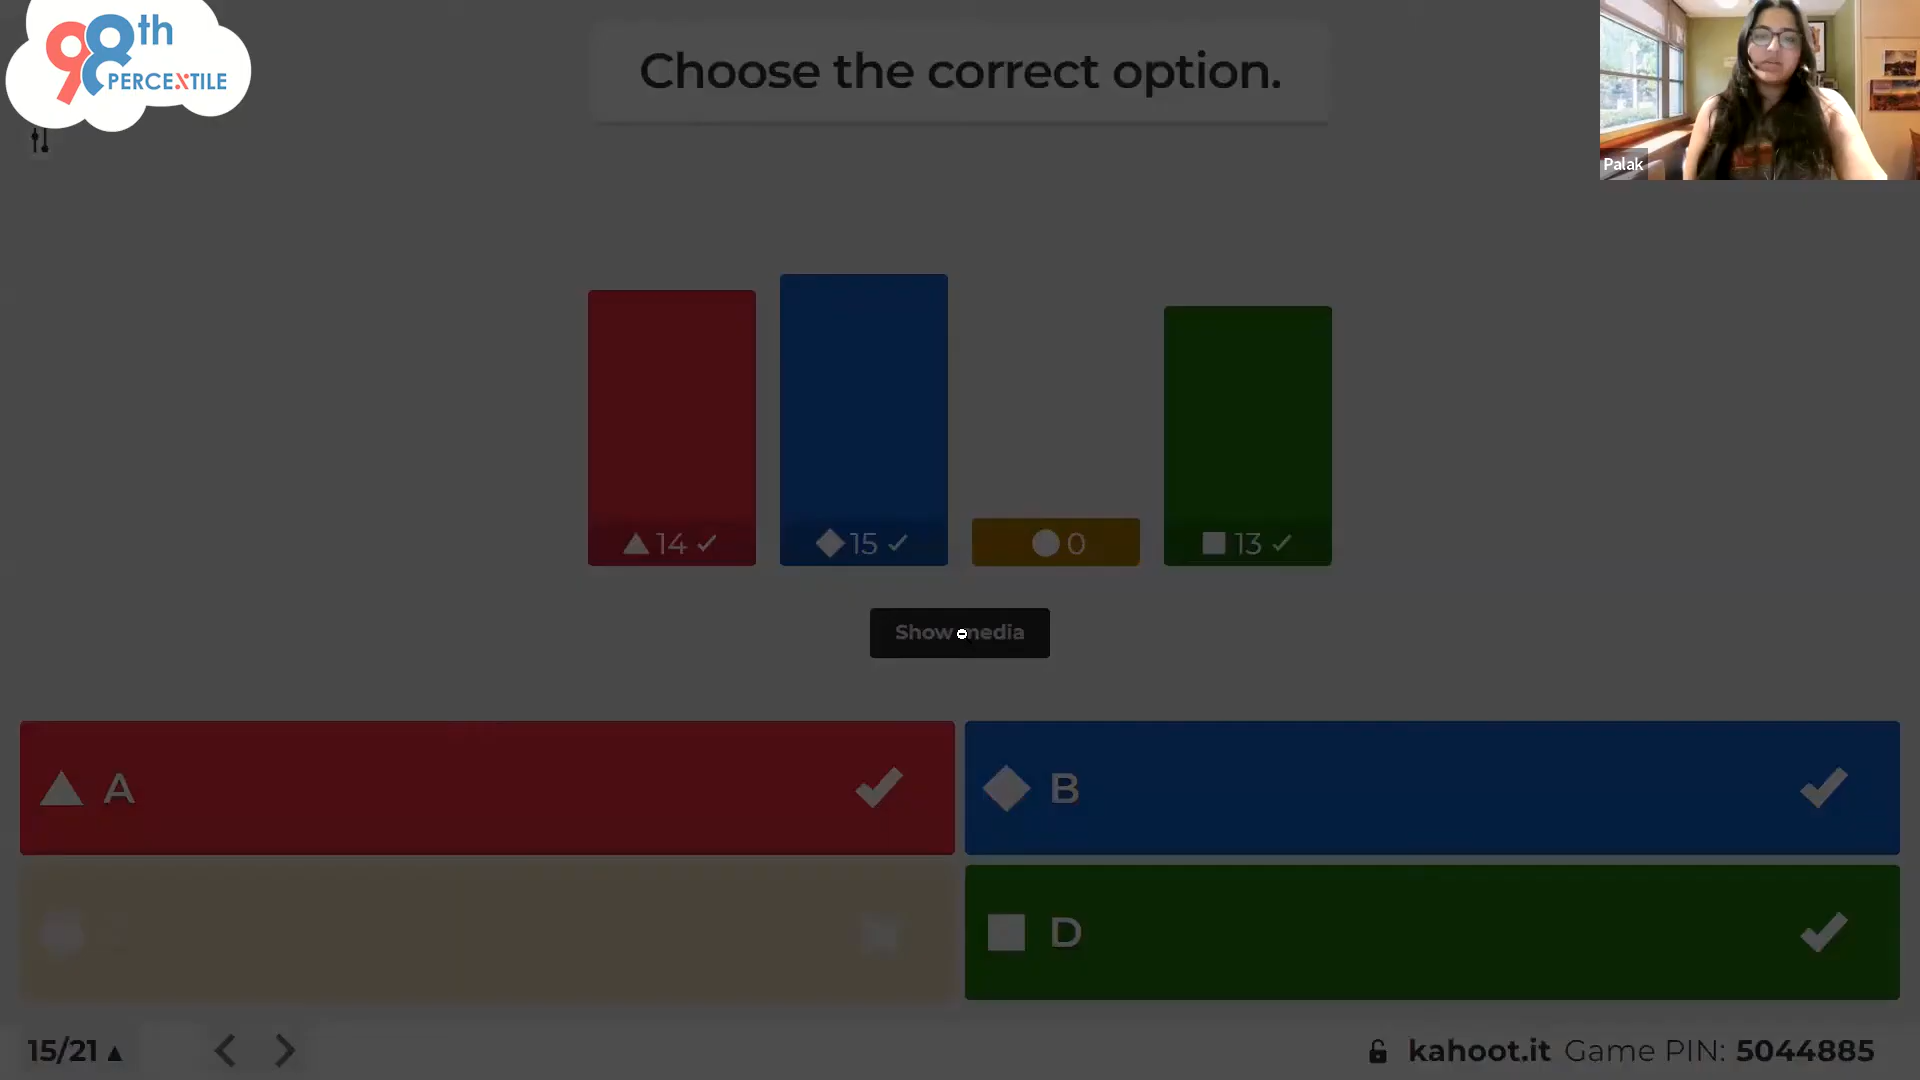 98th
PERCEXTILE
Choose the correct option.
Palak
14
15
0
13
Show media
A
B
D
15/21
kahoot.it Game PIN: 5044885